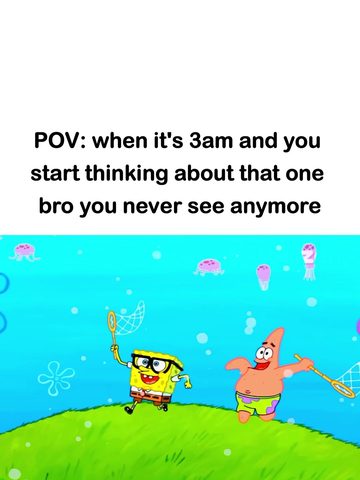 POV: when it's 3am and you
start thinking about that one
bro you never see anymore